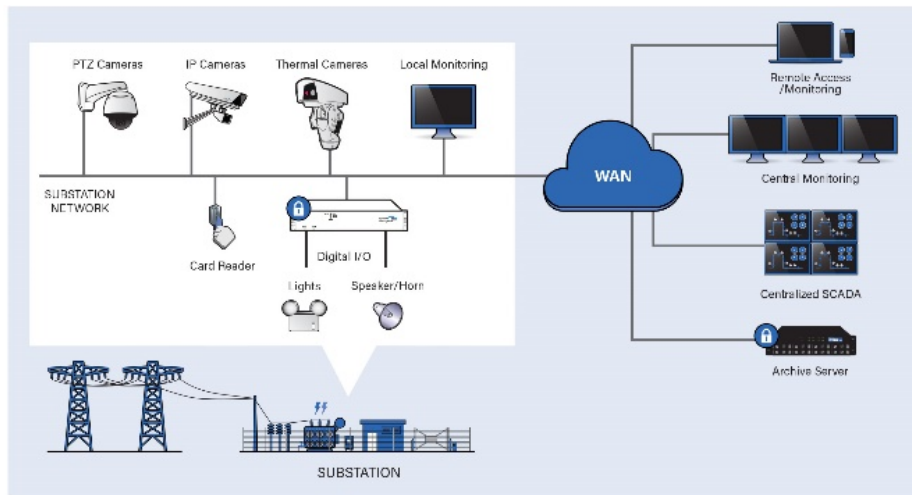 PTZ Cameras
IP Cameras
Thermal Cameras
Local Monitoring
SUBSTATION
NETWORK
Card Reader
Digital I/O
Lights
Speaker/Horn
WAN
Remote Access
/Monitoring
Central Monitoring
Centralized SCADA
Archive Server
SUBSTATION